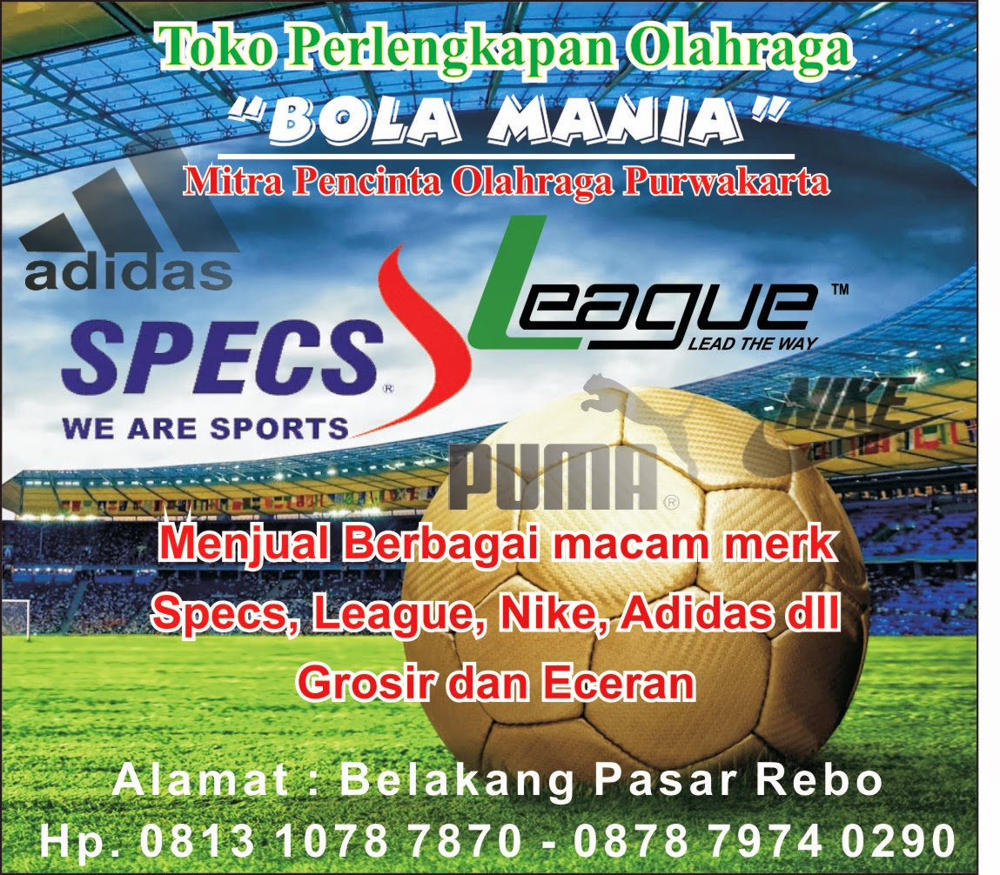 Toko Perlengkapan Olahraga
"BOLA MANIA"
Mitra Pencinta Olahraga Purwakarta
adidas
League ™
LEAD THE WAY
SPECS ®
WE ARE SPORTS
NIKE
PUMA ®
Menjual Berbagai macam merk
Specs, League, Nike, Adidas dll
Grosir dan Eceran
Alamat : Belakang Pasar Rebo
Hp. 0813 1078 7870 - 0878 7974 0290